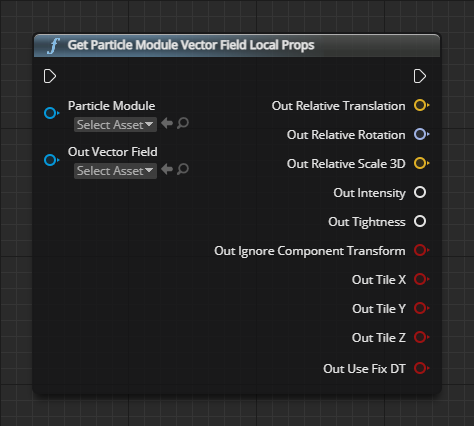 f Get Particle Module Vector Field Local Props
Particle Module
Select Asset
Out Vector Field
Select Asset
Out Relative Translation
Out Relative Rotation
Out Relative Scale 3D
Out Intensity
Out Tightness
Out Ignore Component Transform
Out Tile X
Out Tile Y
Out Tile Z
Out Use Fix DT